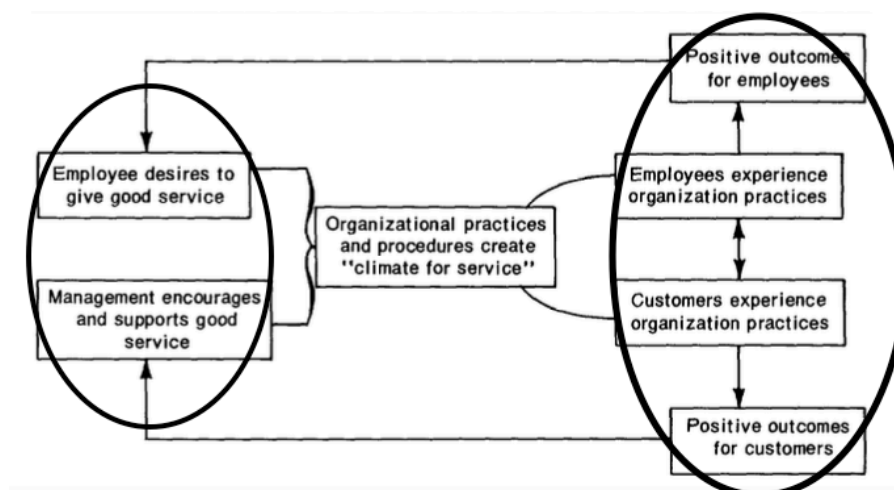 Positive outcomes
for employees
Employee desires to
give good service
Employees experience
organization practices
Organizational practices
and procedures create
"climate for service"
Management encourages
and supports good
service
Customers experience
organization practices
Positive outcomes
for customers